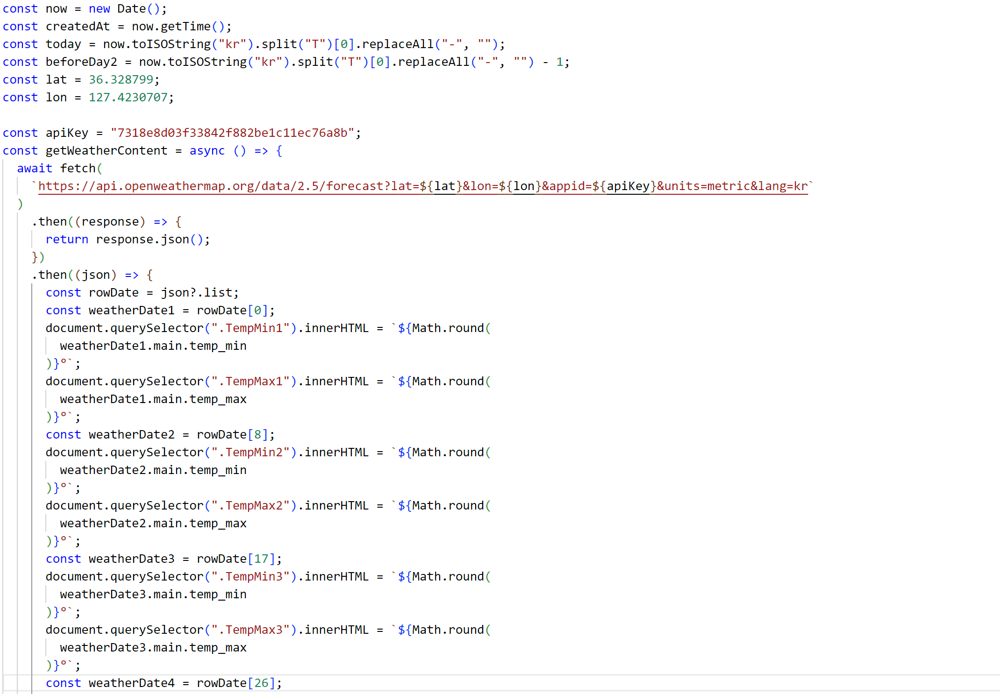 const now = new Date();
const createdAt = now.getTime();
const today = now.toISOString("kr").split("T")[0].replaceAll("-", "");
const beforeDay2 = now.toISOString("kr").split("T")[0].replaceAll("-", "") - 1;
const lat = 36.328799;
const lon = 127.4230707;
const apiKey = "7318e8d03f33842f882be1c11ec76a8b";
const getWeatherContent = async () => {
await fetch(
`https://api.openweathermap.org/data/2.5/forecast?lat=${lat}&lon=${lon}&appid=${apiKey}&units=metric&lang=kr`
)
.then((response) => {
return response.json();
})
.then((json) => {
const rowDate = json?.list;
const weatherDate1 = rowDate[0];
document.querySelector(".TempMin1").innerHTML = `${Math.round(
weatherDate1.main.temp_min
)}º`;
document.querySelector(".TempMax1").innerHTML = `${Math.round(
weatherDate1.main.temp_max
)}º`;
const weatherDate2 = rowDate[8];
document.querySelector(".TempMin2").innerHTML = `${Math.round(
weatherDate2.main.temp_min
)}º`;
document.querySelector(".TempMax2").innerHTML = `${Math.round(
weatherDate2.main.temp_max
)}º`;
const weatherDate3 = rowDate[17];
document.querySelector(".TempMin3").innerHTML = `${Math.round(
weatherDate3.main.temp_min
)}º`;
document.querySelector(".TempMax3").innerHTML = `${Math.round(
weatherDate3.main.temp_max
)}º`;
const weatherDate4 = rowDate[26];